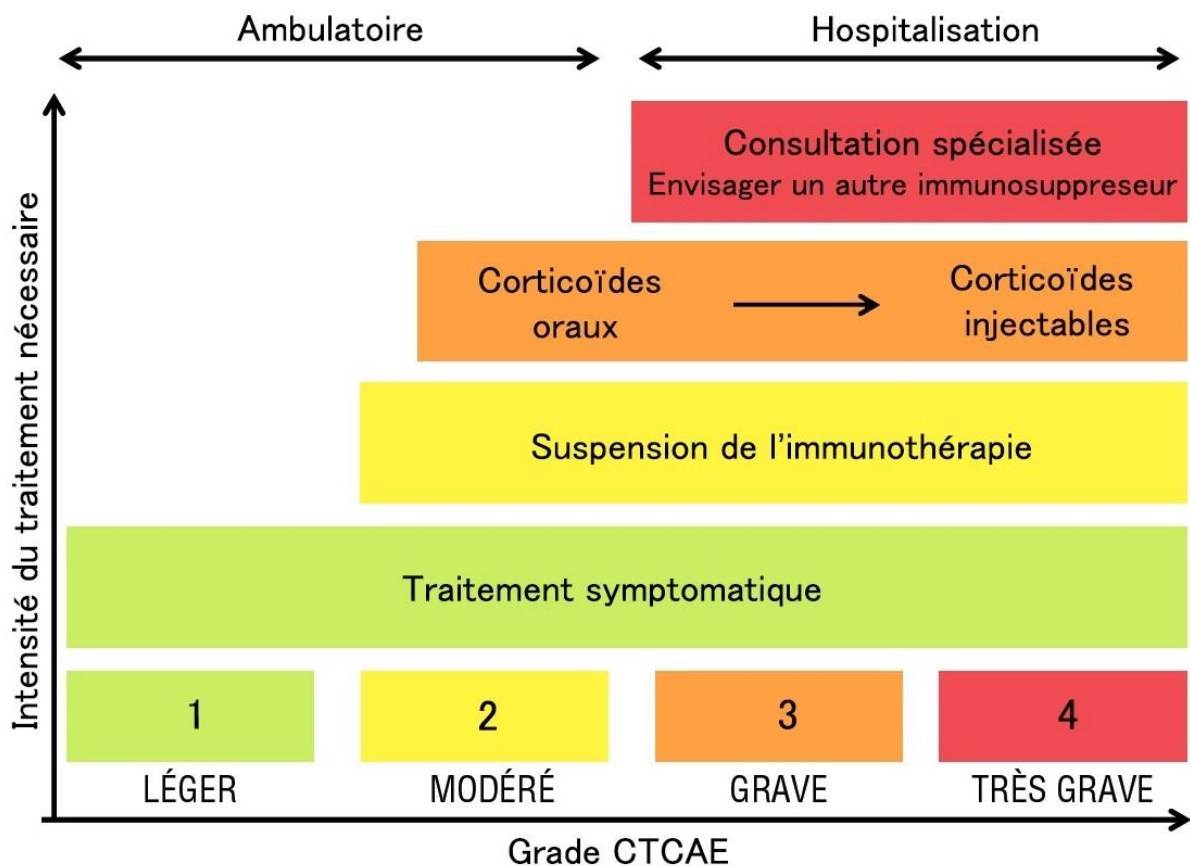 Ambulatoire
Hospitalisation
Intensité du traitement nécessaire
Consultation spécialisée
Envisager un autre immunosuppreseur
Corticoïdes
oraux
Corticoïdes
injectables
Suspension de l'immunothérapie
Traitement symptomatique
1
2
3
4
LÉGER
MODÉRÉ
GRAVE
TRÈS GRAVE
Grade CTCAE